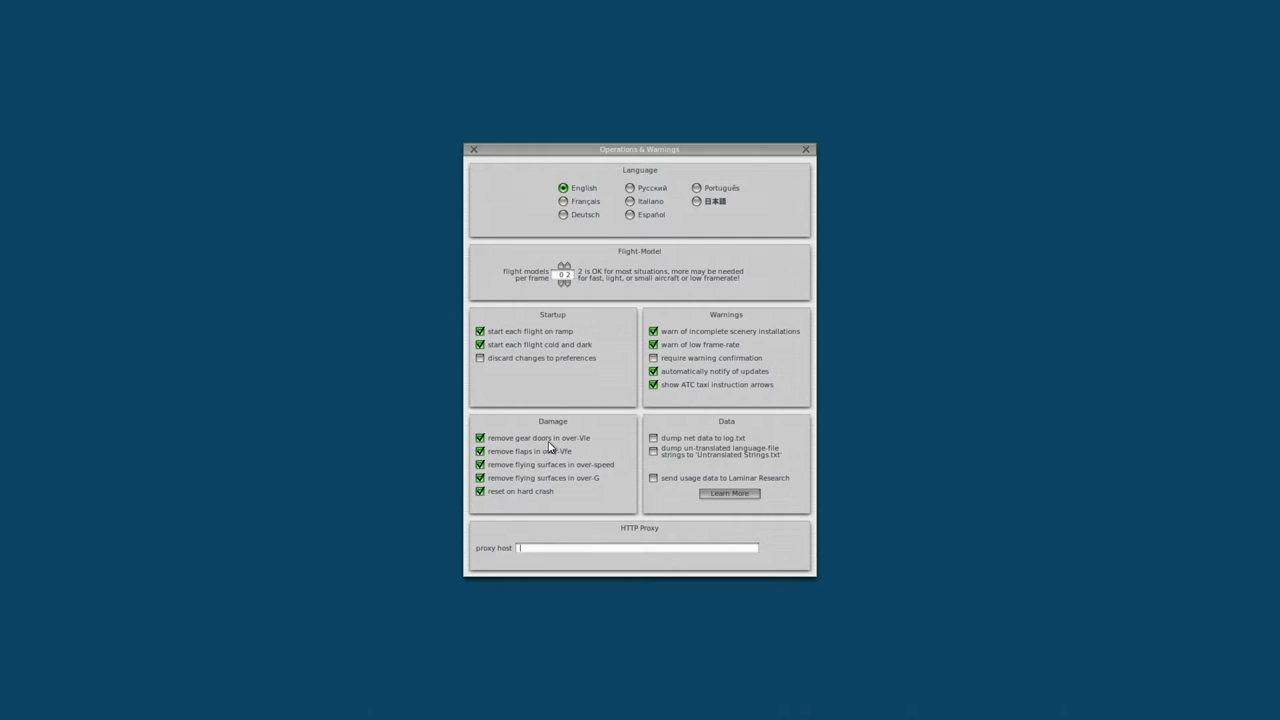 Operations & Warnings
Language
English
Русский
Português
Français
Italiano
日本語
Deutsch
Español
Flight-Model
flight models
per frame
0 2
2 is OK for most situations, more may be needed
for fast, light, or small aircraft or low framerate!
Startup
start each flight on ramp
start each flight cold and dark
discard changes to preferences
Warnings
warn of incomplete scenery installations
warn of low frame-rate
require warning confirmation
automatically notify of updates
show ATC taxi instruction arrows
Damage
remove gear doors in over-Vle
remove flaps in over-Vfe
remove flying surfaces in over-speed
remove flying surfaces in over-G
reset on hard crash
Data
dump net data to log.txt
dump un-translated language-file
strings to 'Untranslated Strings.txt'
send usage data to Laminar Research
Learn More
HTTP Proxy
proxy host